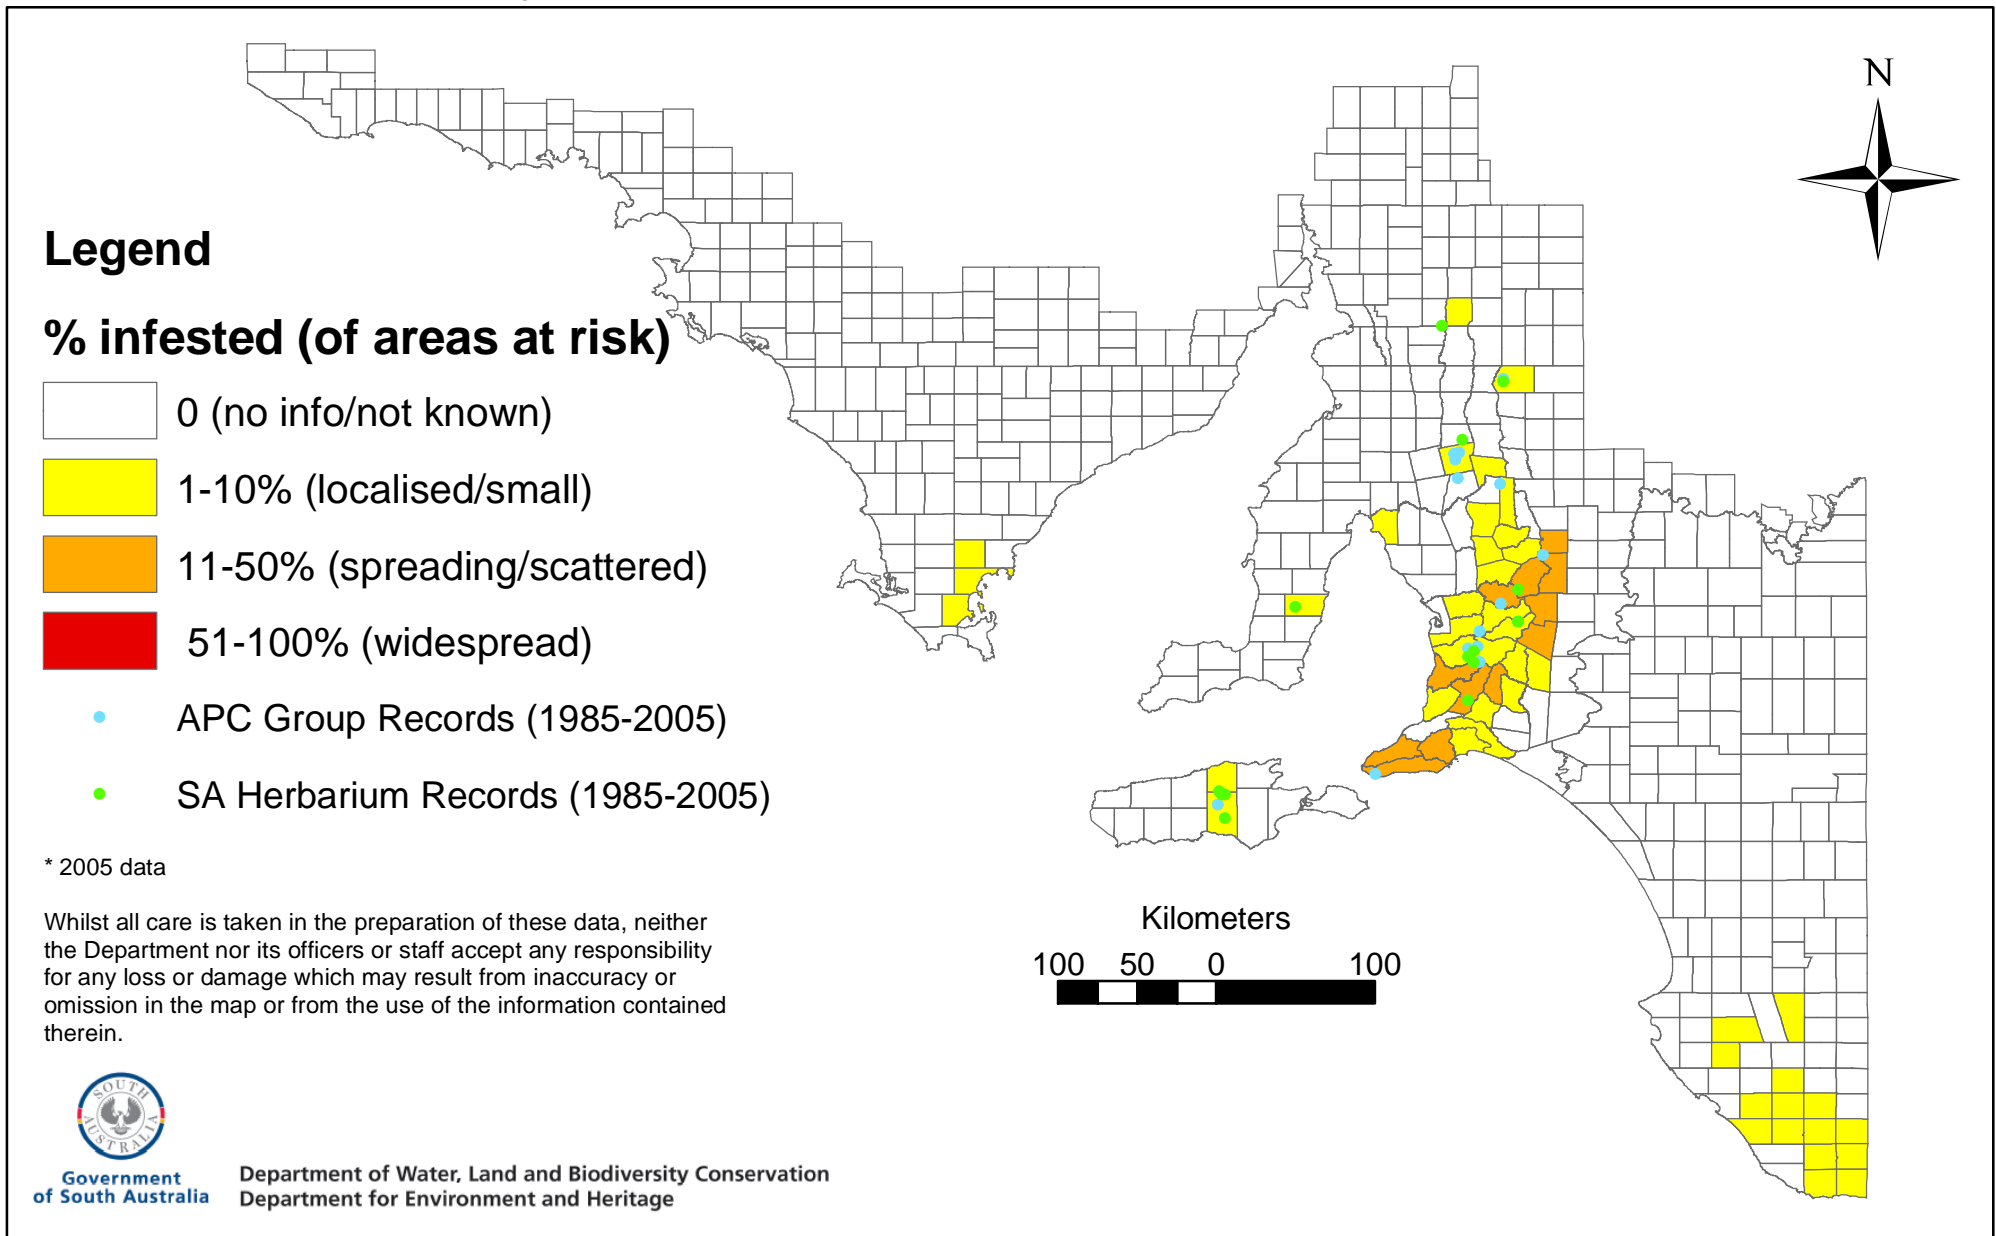 N
Legend
% infested (of areas at risk)
0 (no info/not known)
1-10% (localised/small)
11-50% (spreading/scattered)
51-100% (widespread)
APC Group Records (1985-2005)
SA Herbarium Records (1985-2005)
* 2005 data
Whilst all care is taken in the preparation of these data, neither
the Department nor its officers or staff accept any responsibility
for any loss or damage which may result from inaccuracy or
omission in the map or from the use of the information contained
therein.
Kilometers
100 50 0 100
SOUTH
AUSTRALIA
Government
of South Australia
Department of Water, Land and Biodiversity Conservation
Department for Environment and Heritage